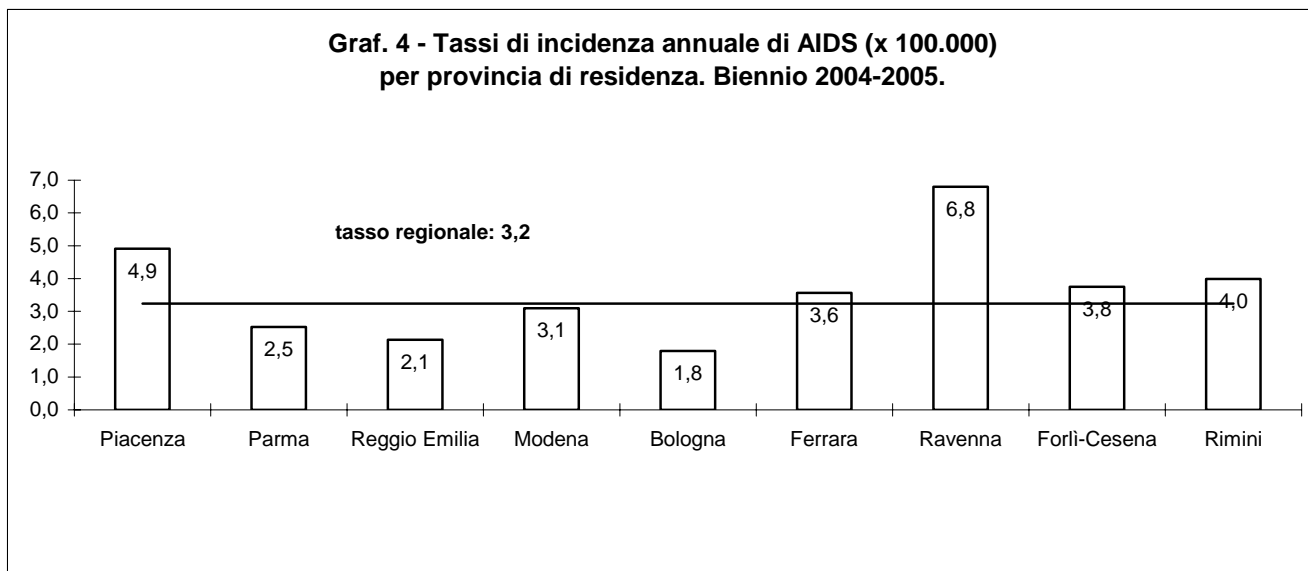 Graf. 4 - Tassi di incidenza annuale di AIDS (x 100.000)
per provincia di residenza. Biennio 2004-2005.
7,0
6,0
5,0
4,0
3,0
2,0
1,0
0,0
tasso regionale: 3,2
4,9
2,5
2,1
3,1
1,8
3,6
6,8
3,8
4,0
Piacenza
Parma
Reggio Emilia
Modena
Bologna
Ferrara
Ravenna
Forlì-Cesena
Rimini